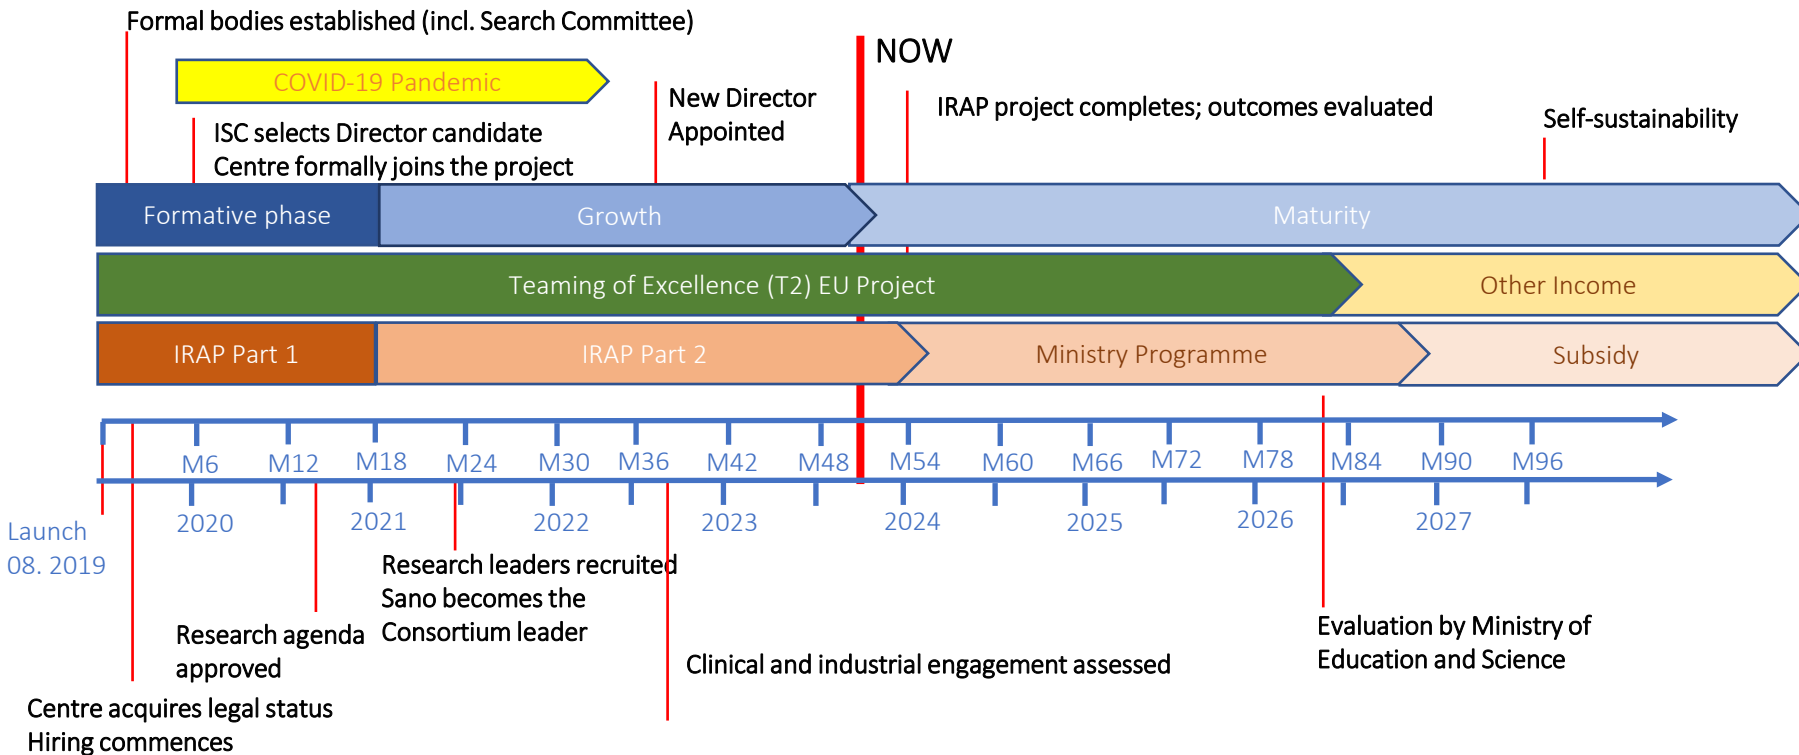 Formal bodies established (incl. Search Committee)
NOW
COVID-19 Pandemic
New Director
Appointed
IRAP project completes; outcomes evaluated
Self-sustainability
ISC selects Director candidate
Centre formally joins the project
Formative phase
Growth
Maturity
Teaming of Excellence (T2) EU Project
Other Income
IRAP Part 1
IRAP Part 2
Ministry Programme
Subsidy
M6 M12 M18 M24 M30 M36 M42 M48 M54 M60 M66 M72 M78 M84 M90 M96
2020 2021 2022 2023 2024 2025 2026 2027
Launch
08. 2019
Research leaders recruited
Sano becomes the
Consortium leader
Research agenda
approved
Clinical and industrial engagement assessed
Evaluation by Ministry of
Education and Science
Centre acquires legal status
Hiring commences